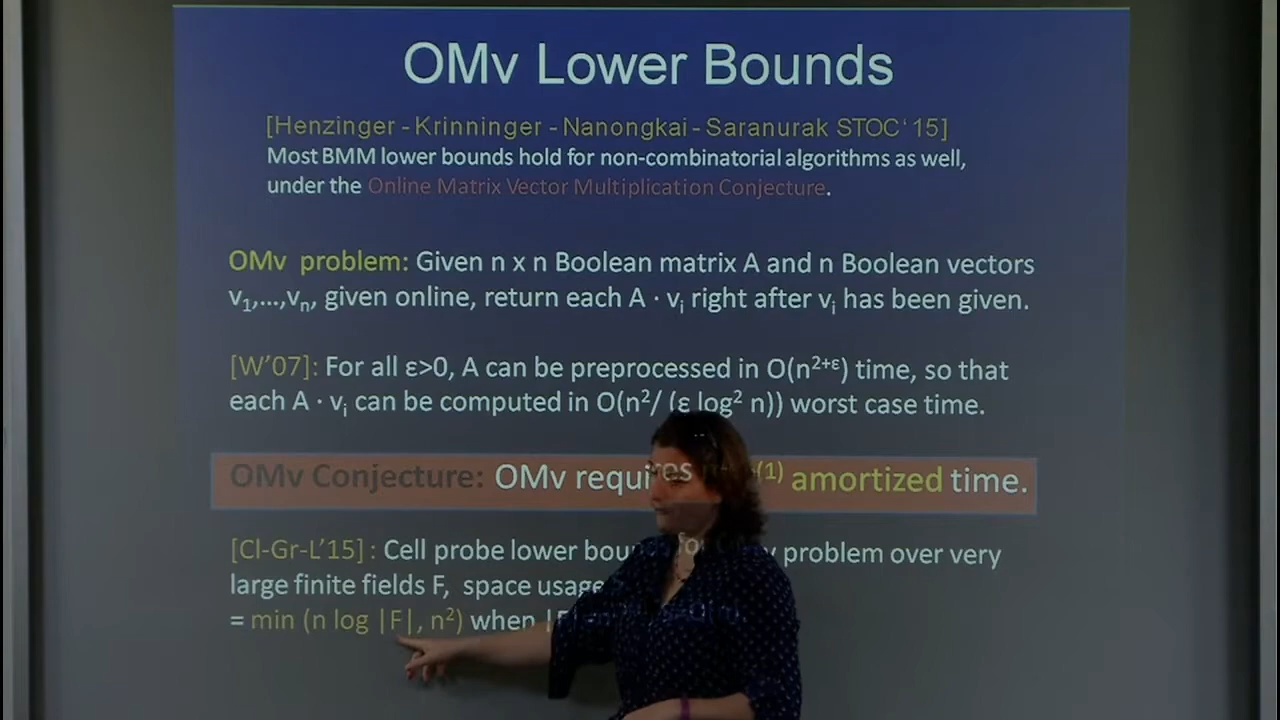 OMv Lower Bounds
[Henzinger - Krinninger - Nanongkai - Saranurak STOC‘ 15]
Most BMM lower bounds hold for non-combinatorial algorithms as well,
under the Online Matrix Vector Multiplication Conjecture.
OMv problem: Given n x n Boolean matrix A and n Boolean vectors
v₁,...,vₙ, given online, return each A · vᵢ right after vᵢ has been given.
[W’07]: For all ε>0, A can be preprocessed in O(n²⁺ᵋ) time, so that
each A · vᵢ can be computed in O(n²/ (ε log² n)) worst case time.
OMv Conjecture: OMv requires amortized time.
[Cl-Gr-L’15] : Cell probe lower for problem over very
large finite fields F, space usage
= min (n log |F|, n²) when